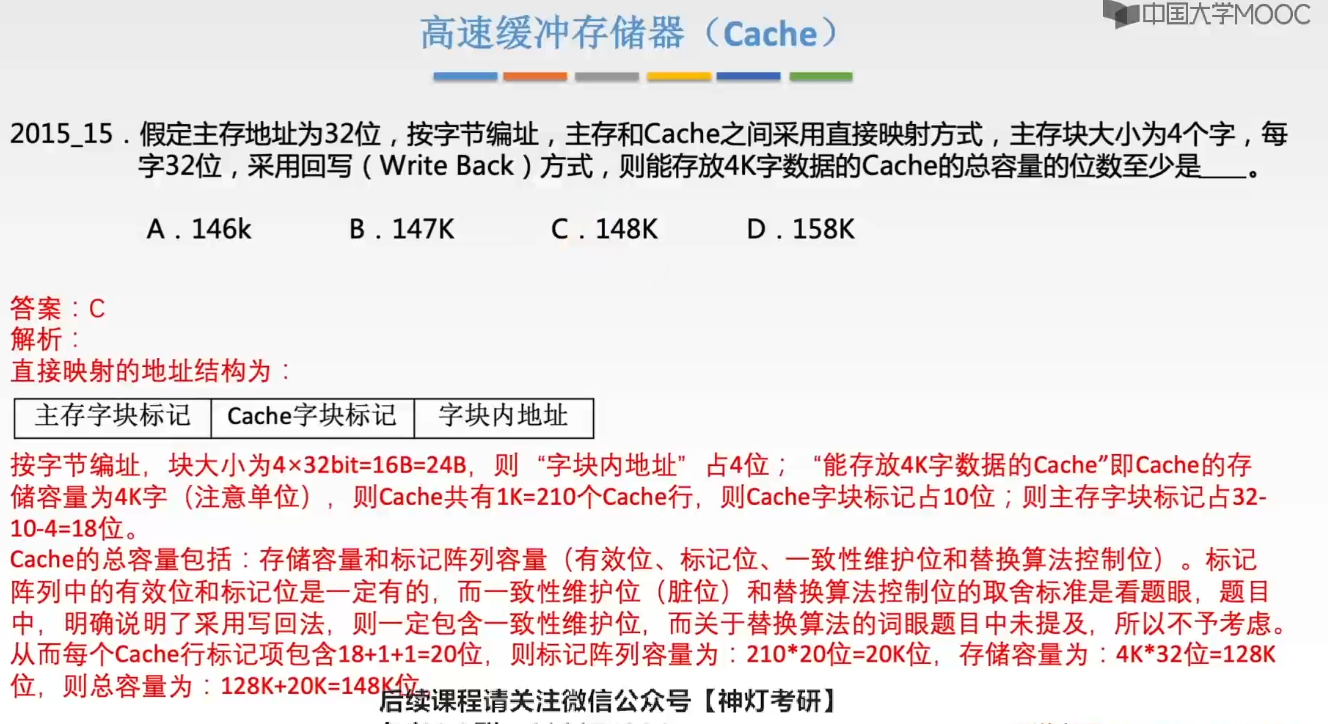 中国大学MOOC
高速缓冲存储器（Cache）
2015_15．假定主存地址为32位，按字节编址，主存和Cache之间采用直接映射方式，主存块大小为4个字，每
字32位，采用回写（Write Back）方式，则能存放4K字数据的Cache的总容量的位数至少是___。
A．146k B．147K C．148K D．158K
答案：C
解析：
直接映射的地址结构为：
主存字块标记 Cache字块标记 字块内地址
按字节编址，块大小为4×32bit=16B=24B，则“字块内地址”占4位；“能存放4K字数据的Cache”即Cache的存
储容量为4K字（注意单位），则Cache共有1K=210个Cache行，则Cache字块标记占10位；则主存字块标记占32-
10-4=18位。
Cache的总容量包括：存储容量和标记阵列容量（有效位、标记位、一致性维护位和替换算法控制位）。标记
阵列中的有效位和标记位是一定有的，而一致性维护位（脏位）和替换算法控制位的取舍标准是看题眼，题目
中，明确说明了采用写回法，则一定包含一致性维护位，而关于替换算法的词眼题目中未提及，所以不予考虑。
从而每个Cache行标记项包含18+1+1=20位，则标记阵列容量为：210*20位=20K位，存储容量为：4K*32位=128K
位，则总容量为：128K+20K=148K位。
后续课程请关注微信公众号【神灯考研】